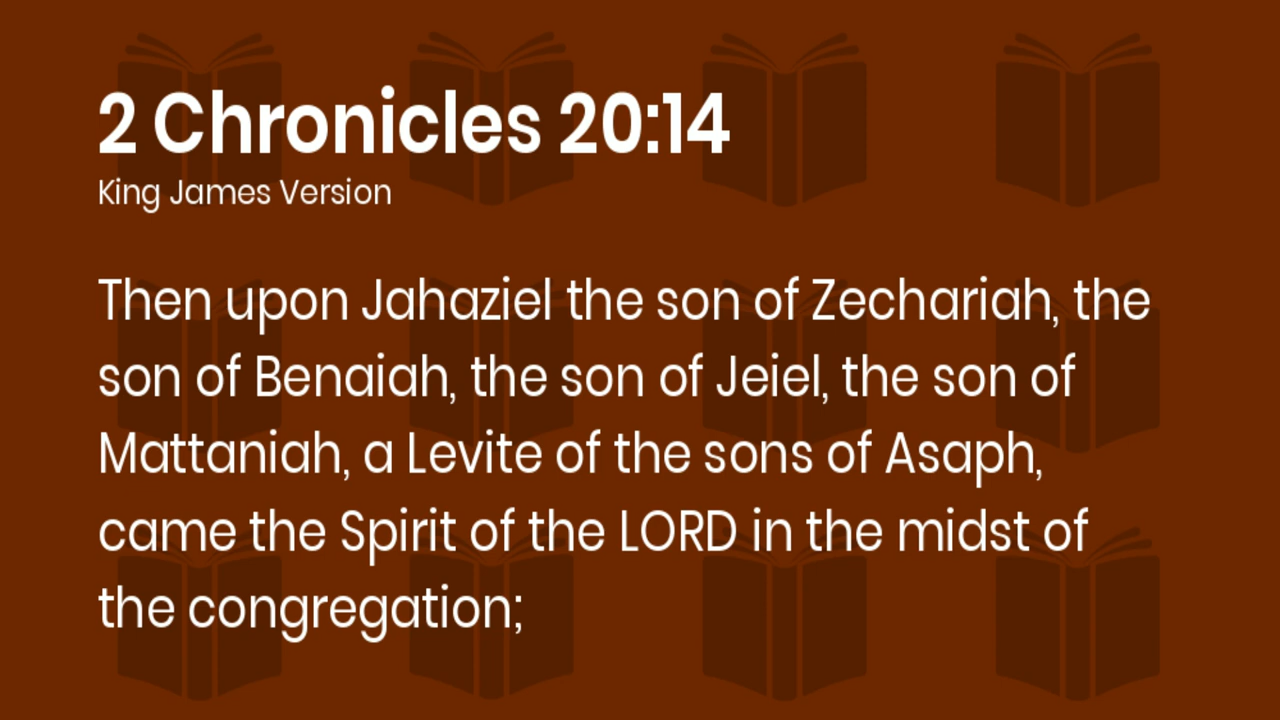 2 Chronicles 20:14
King James Version
Then upon Jahaziel the son of Zechariah, the
son of Benaiah, the son of Jeiel, the son of
Mattaniah, a Levite of the sons of Asaph,
came the Spirit of the LORD in the midst of
the congregation;